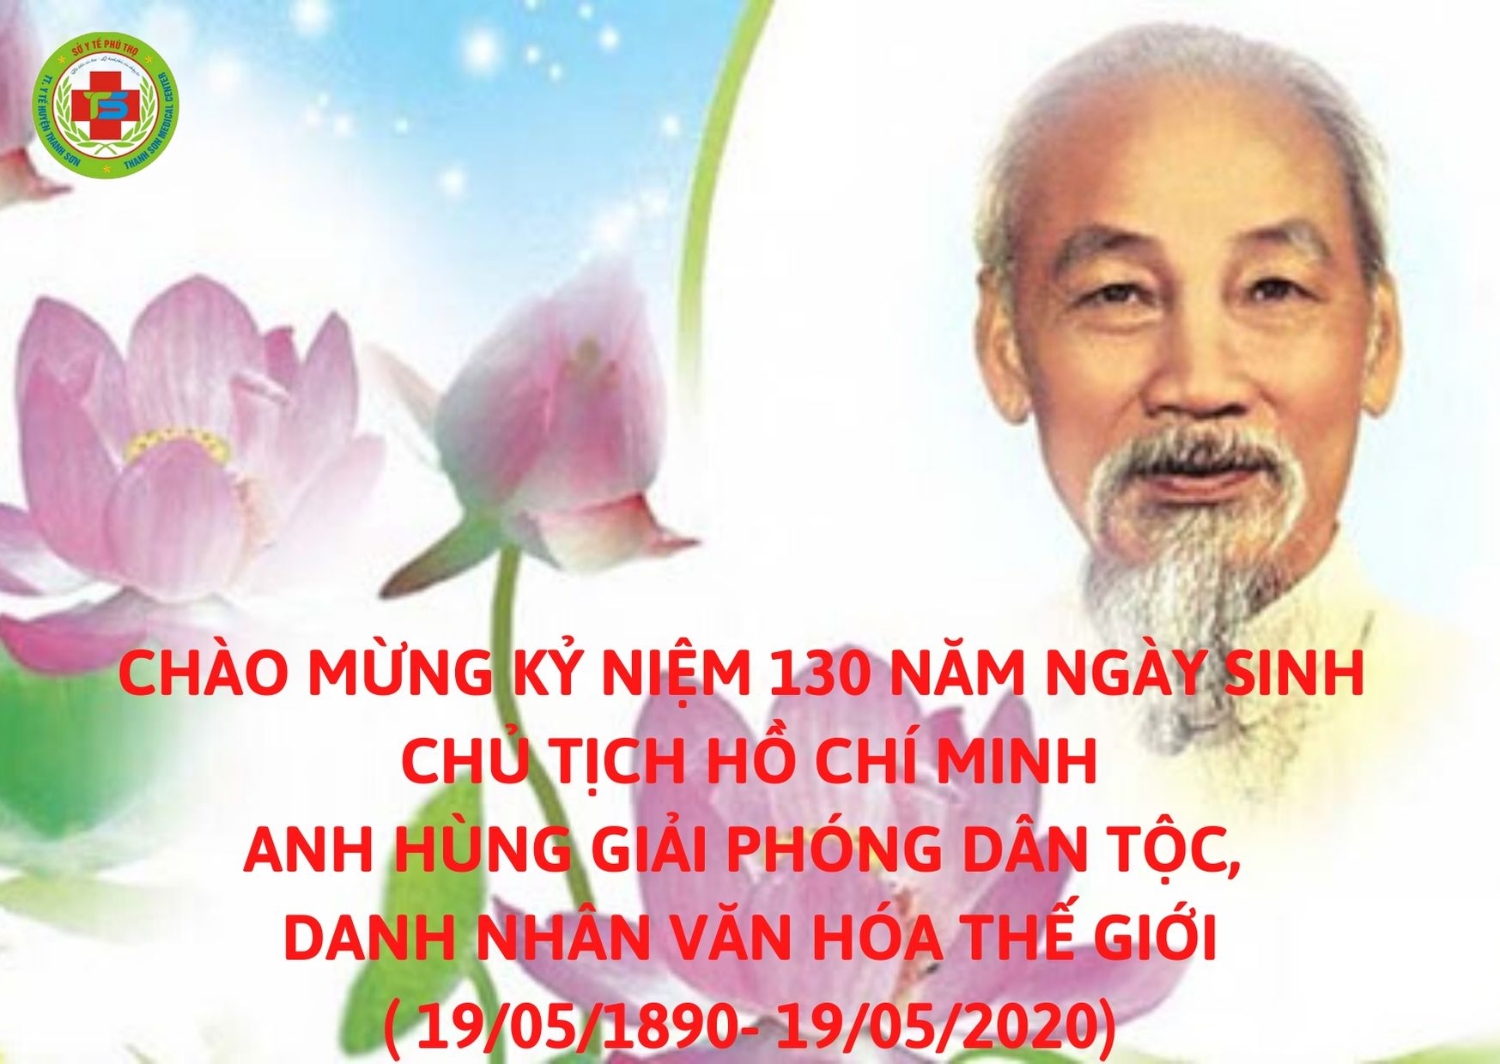 SỞ Y TẾ PHÚ THỌ
TT. Y TẾ HUYỆN THANH SƠN
THANH SON MEDICAL CENTER
TS
CHÀO MỪNG KỶ NIỆM 130 NĂM NGÀY SINH
CHỦ TỊCH HỒ CHÍ MINH
ANH HÙNG GIẢI PHÓNG DÂN TỘC,
DANH NHÂN VĂN HÓA THẾ GIỚI
( 19/05/1890- 19/05/2020)